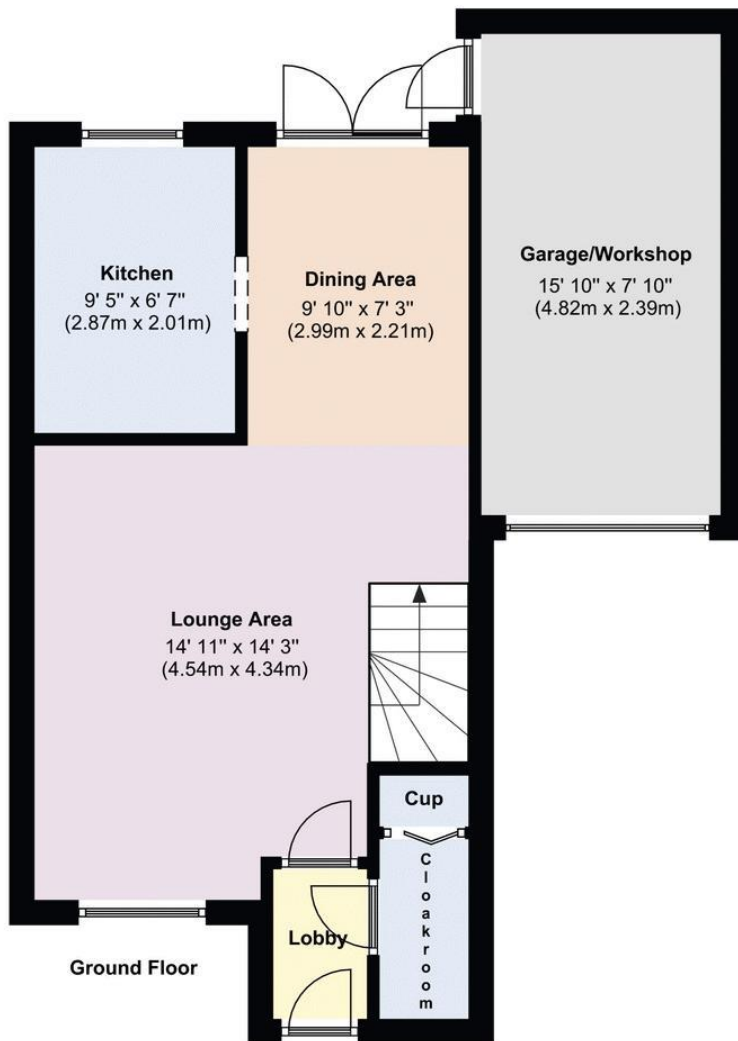 Kitchen
9' 5" x 6' 7"
(2.87m x 2.01m)
Dining Area
9' 10" x 7' 3"
(2.99m x 2.21m)
Garage/Workshop
15' 10" x 7' 10"
(4.82m x 2.39m)
Lounge Area
14' 11" x 14' 3"
(4.54m x 4.34m)
Cup
Cloakroom
Lobby
Ground Floor